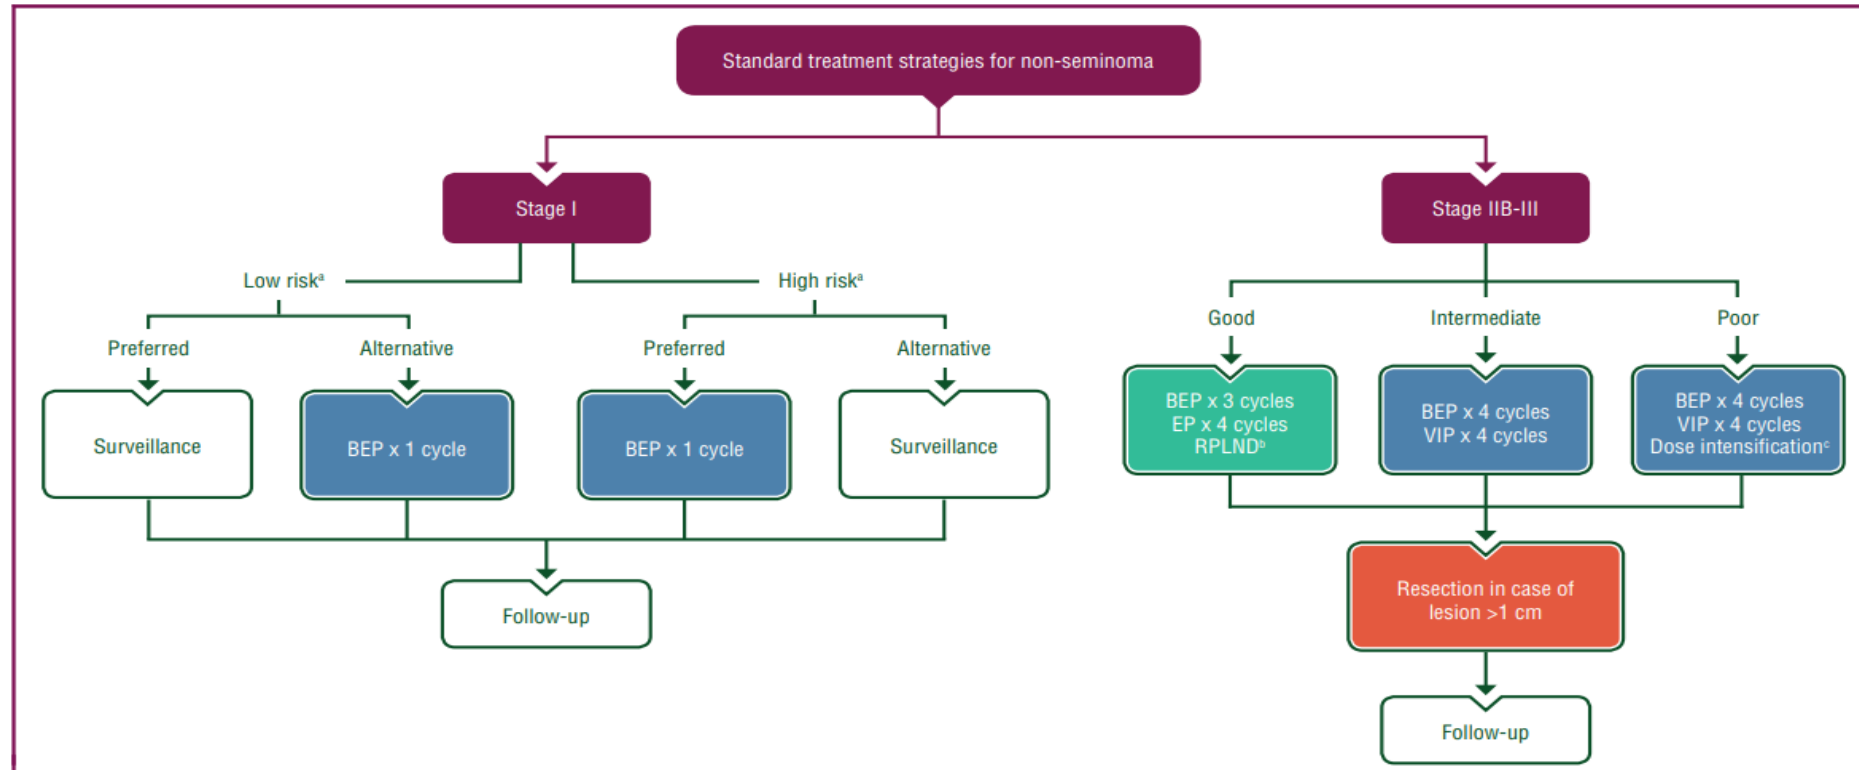 Standard treatment strategies for non-seminoma
Stage I
Stage IIB-III
Low riskᵃ
High riskᵃ
Good
Intermediate
Poor
Preferred
Alternative
Preferred
Alternative
Surveillance
BEP x 1 cycle
BEP x 1 cycle
Surveillance
BEP x 3 cycles
EP x 4 cycles
RPLNDᵇ
BEP x 4 cycles
VIP x 4 cycles
BEP x 4 cycles
VIP x 4 cycles
Dose intensificationᶜ
Follow-up
Resection in case of
lesion >1 cm
Follow-up